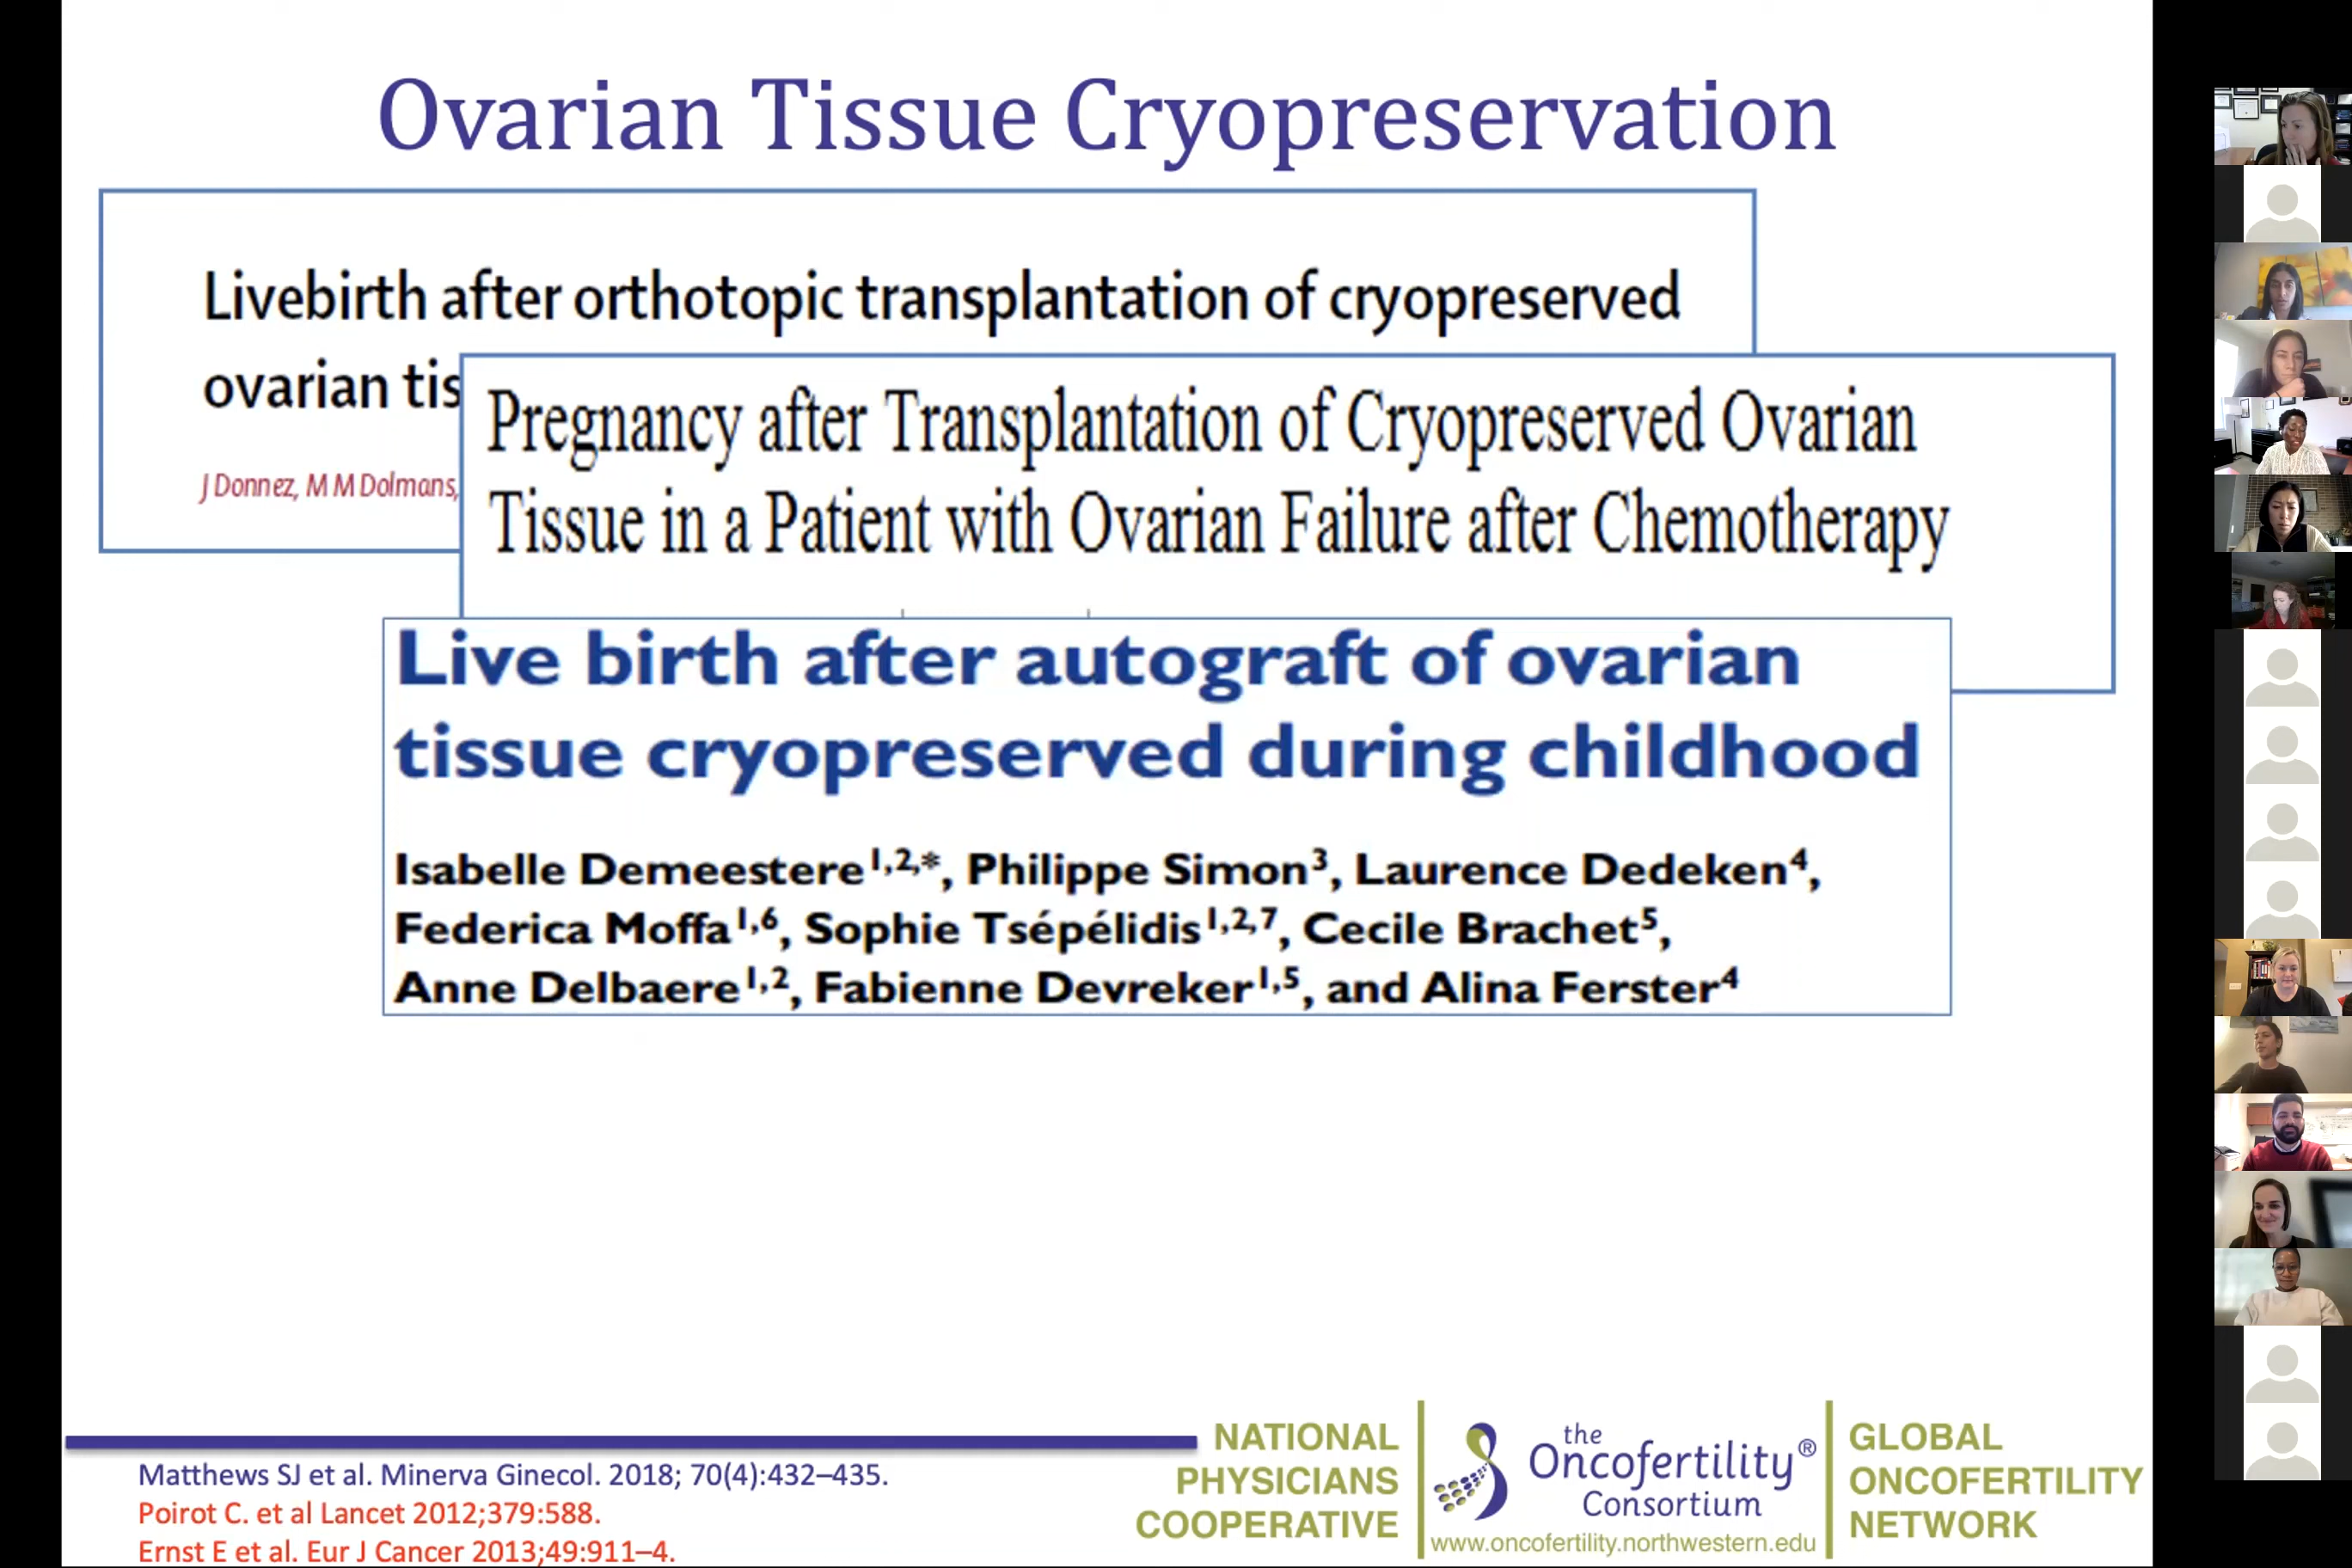 Ovarian Tissue Cryopreservation
Livebirth after orthotopic transplantation of cryopreserved
ovarian tis
J Donnez, M M Dolmans,
Pregnancy after Transplantation of Cryopreserved Ovarian
Tissue in a Patient with Ovarian Failure after Chemotherapy
Live birth after autograft of ovarian
tissue cryopreserved during childhood
Isabelle Demeestere1,2,*, Philippe Simon3, Laurence Dedeken4,
Federica Moffa1,6, Sophie Tsépélidis1,2,7, Cecile Brachet5,
Anne Delbaere1,2, Fabienne Devreker1,5, and Alina Ferster4
Matthews SJ et al. Minerva Ginecol. 2018; 70(4):432–435.
Poirot C. et al Lancet 2012;379:588.
Ernst E et al. Eur J Cancer 2013;49:911–4.
NATIONAL
PHYSICIANS
COOPERATIVE
the
Oncofertility®
Consortium
www.oncofertility.northwestern.edu
GLOBAL
ONCOFERTILITY
NETWORK